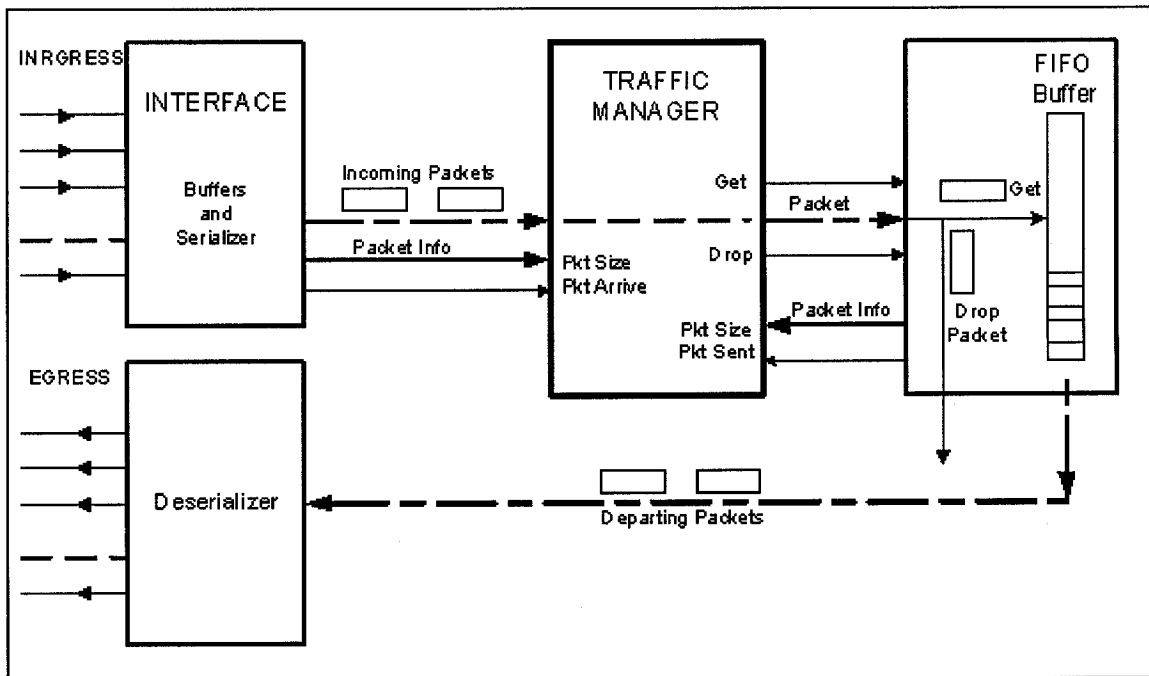 INRGRESS
INTERFACE
Buffers
and
Serializer
Incoming Packets
Packet Info
TRAFFIC
MANAGER
Get
Packet
Drop
Pkt Size
Pkt Arrive
Packet Info
Pkt Size
Pkt Sent
FIFO
Buffer
Get
Drop
Packet
EGRESS
Deserializer
Departing Packets